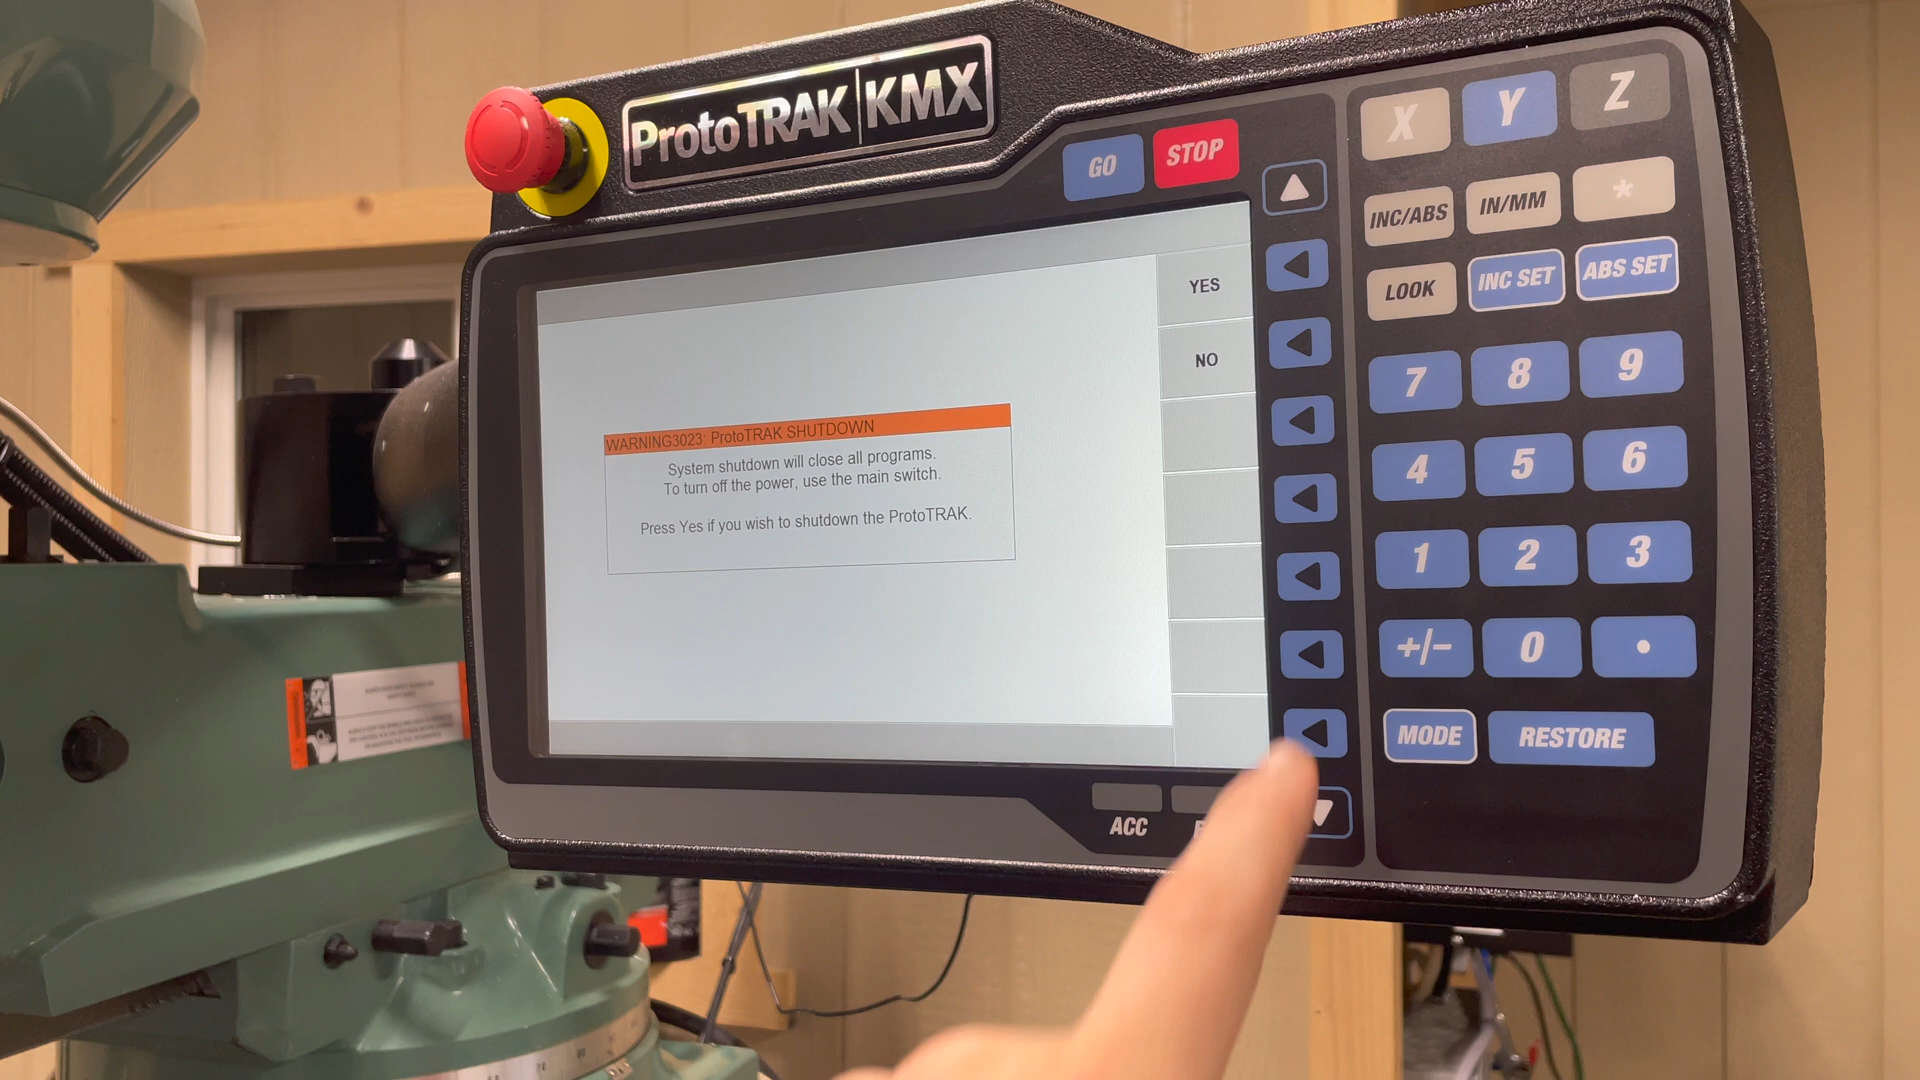 ProtoTRAK KMX
GO
STOP
X
Y
Z
INC/ABS
IN/MM
*
LOOK
INC SET
ABS SET
YES
NO
WARNING3023: ProtoTRAK SHUTDOWN
System shutdown will close all programs.
To turn off the power, use the main switch.
Press Yes if you wish to shutdown the ProtoTRAK.
7
8
9
4
5
6
1
2
3
+/-
0
.
MODE
RESTORE
ACC